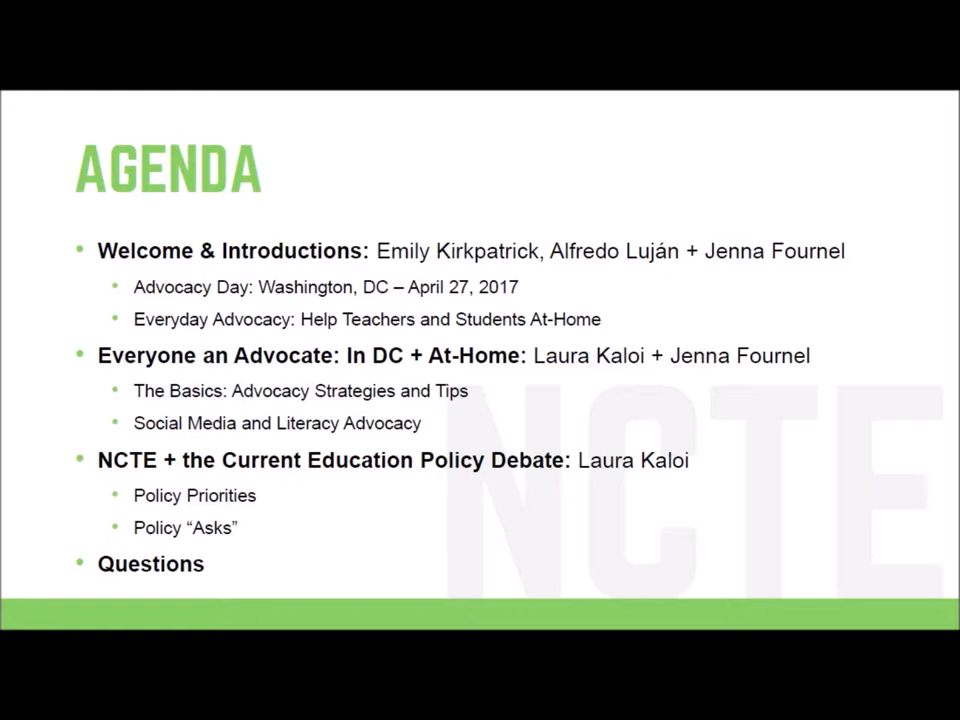 AGENDA
• Welcome & Introductions: Emily Kirkpatrick, Alfredo Luján + Jenna Fournel
• Advocacy Day: Washington, DC – April 27, 2017
• Everyday Advocacy: Help Teachers and Students At-Home
• Everyone an Advocate: In DC + At-Home: Laura Kaloi + Jenna Fournel
• The Basics: Advocacy Strategies and Tips
• Social Media and Literacy Advocacy
• NCTE + the Current Education Policy Debate: Laura Kaloi
• Policy Priorities
• Policy “Asks”
• Questions
NCTE